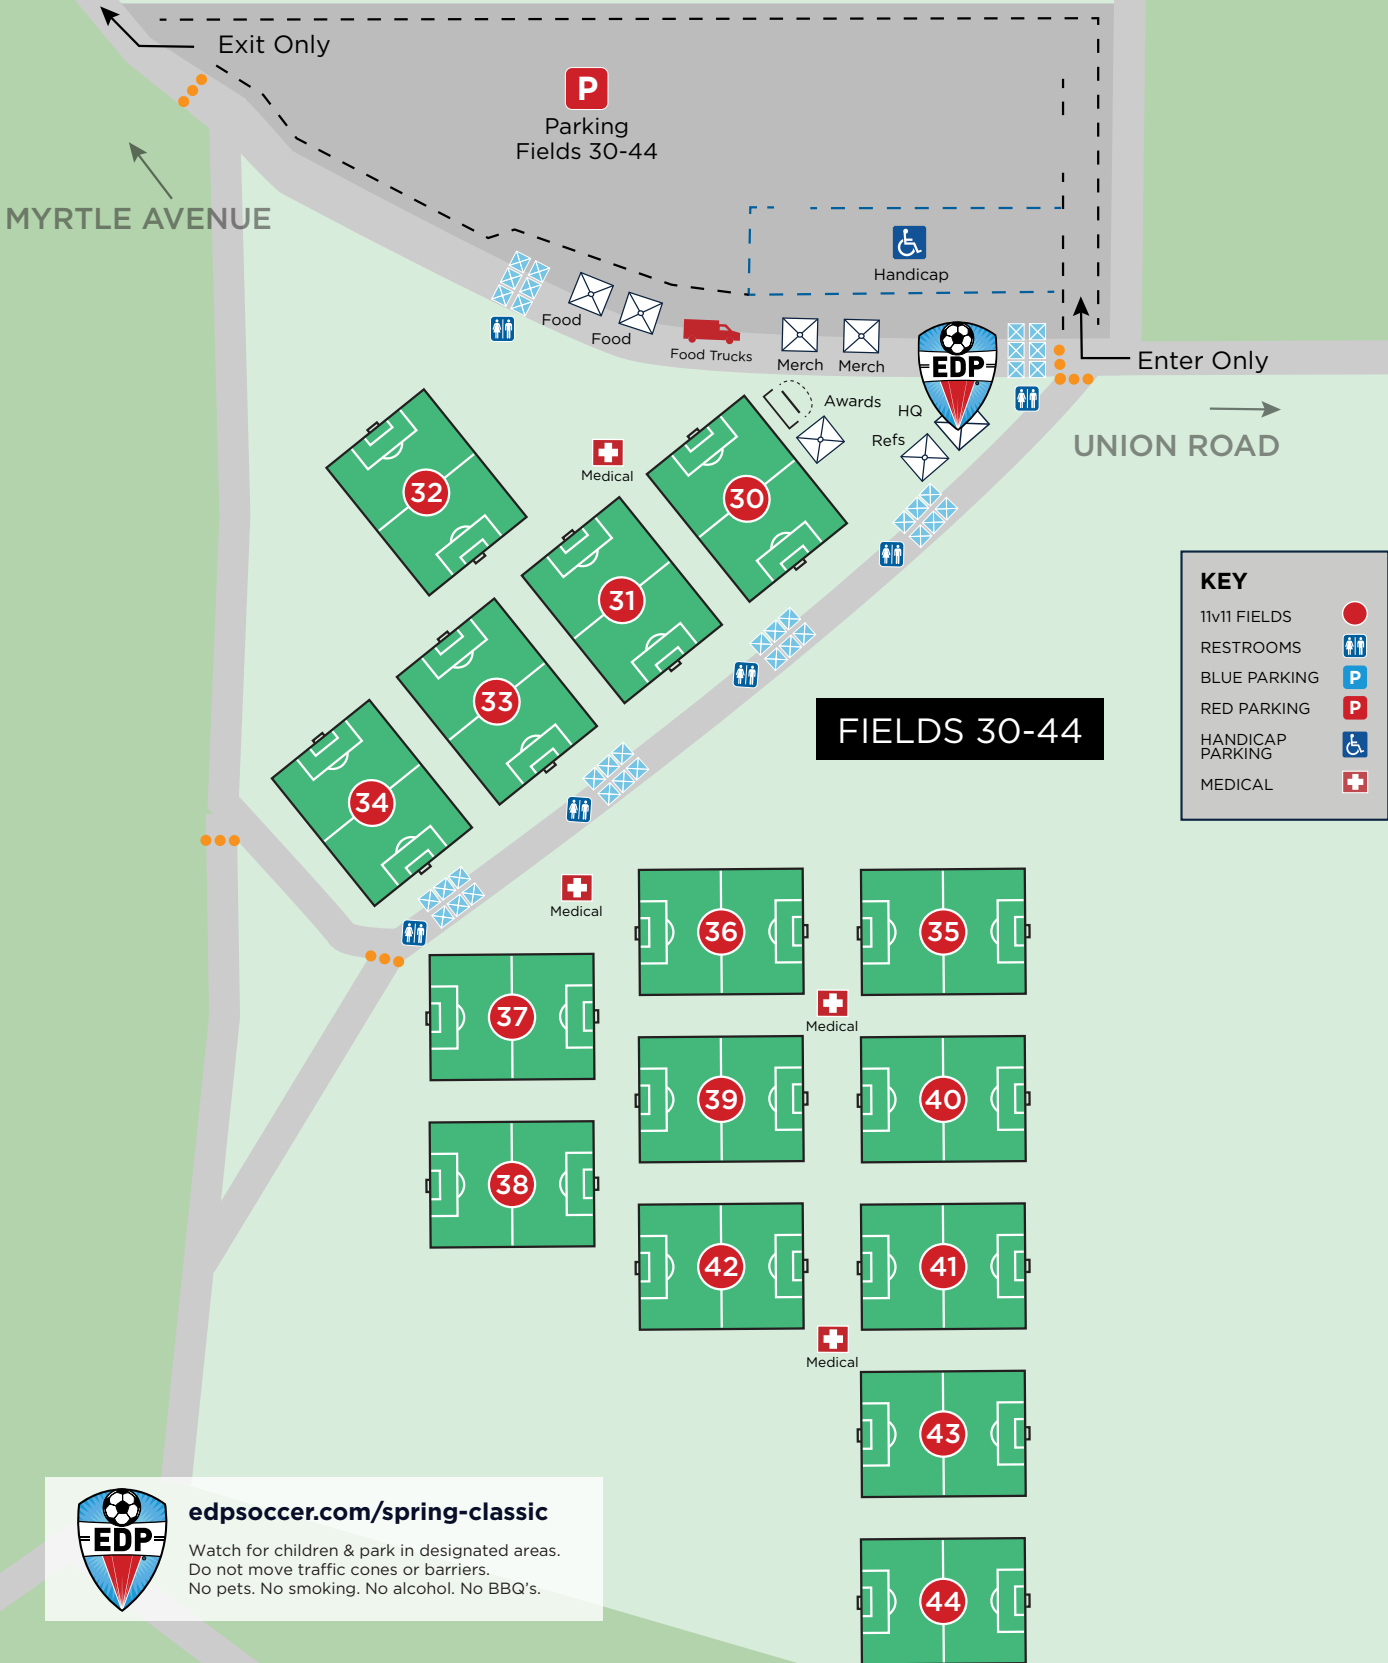 Exit Only
P
Parking
Fields 30-44
MYRTLE AVENUE
Handicap
Food
Food
Food Trucks
Merch
Merch
EDP
Enter Only
Awards
HQ
Refs
UNION ROAD
Medical
32
30
31
33
34
KEY
11v11 FIELDS
RESTROOMS
BLUE PARKING P
RED PARKING P
HANDICAP
PARKING
MEDICAL
FIELDS 30-44
Medical
36
35
37
Medical
39
40
38
42
41
Medical
43
44
EDP
edpsoccer.com/spring-classic
Watch for children & park in designated areas.
Do not move traffic cones or barriers.
No pets. No smoking. No alcohol. No BBQ's.